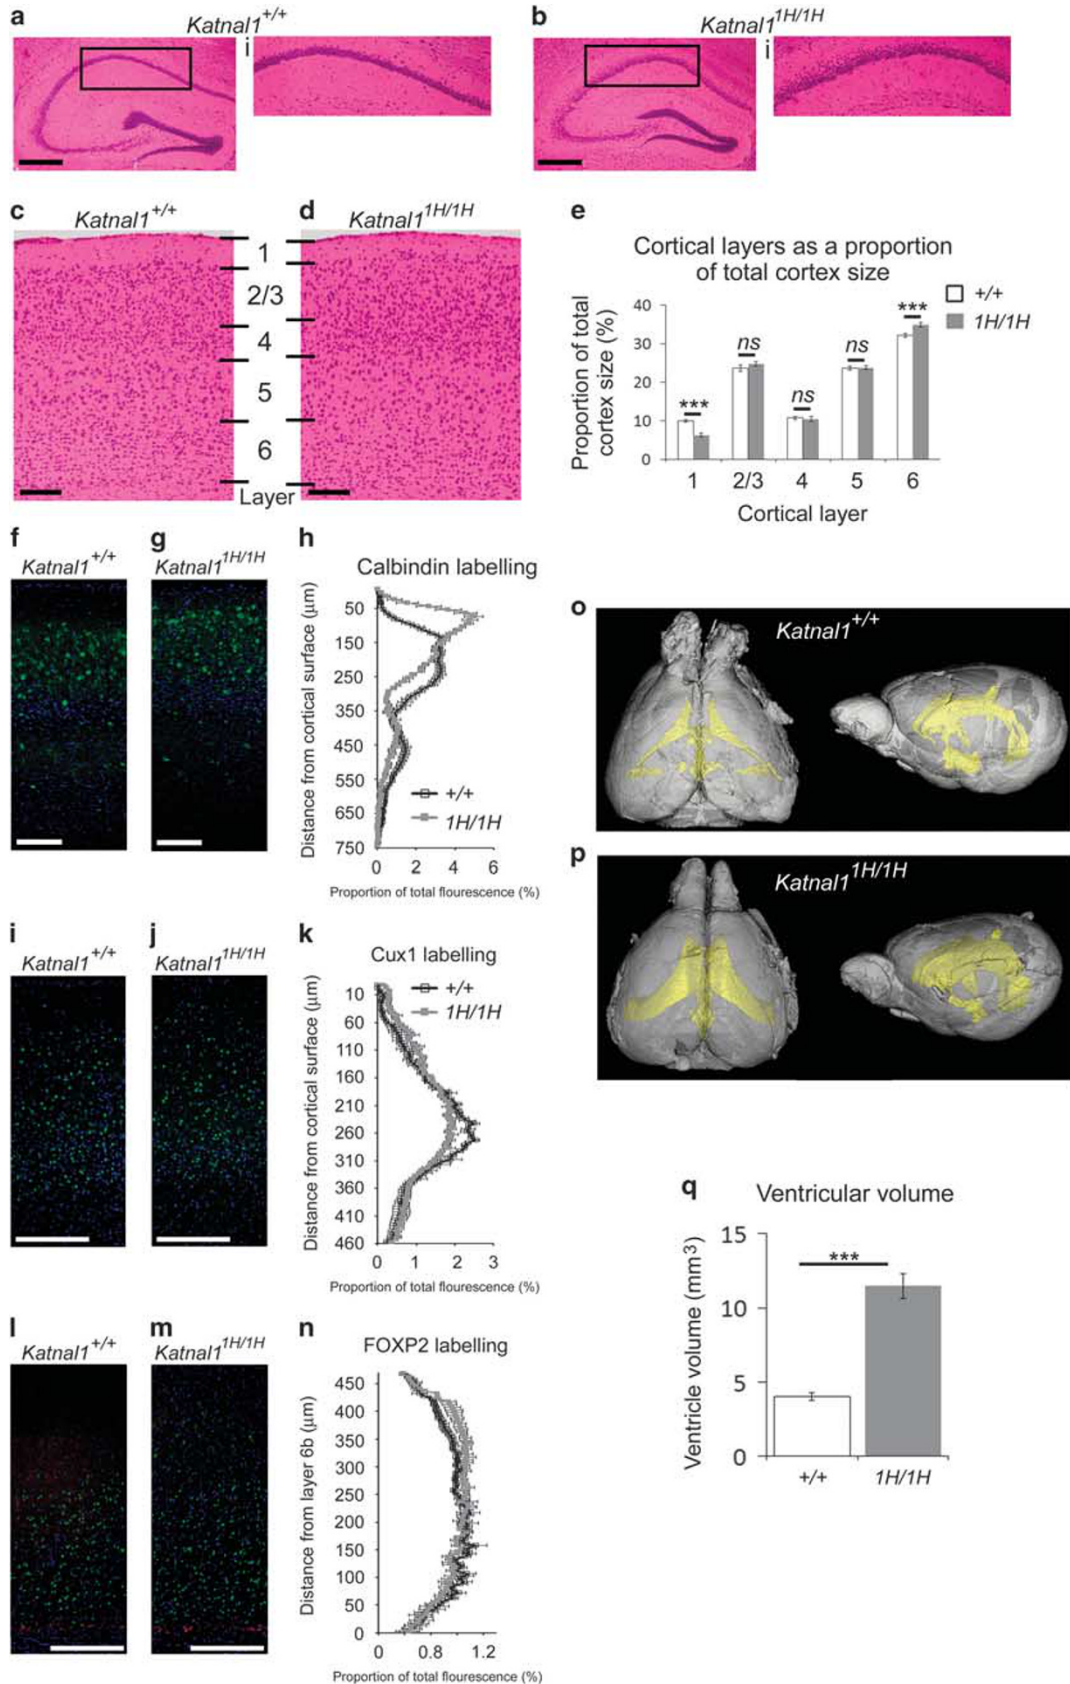 a
Katnal1+/+
i
b
Katnal11H/1H
i
c
Katnal1+/+
d
Katnal11H/1H
1
2/3
4
5
6
Layer
e
Cortical layers as a proportion
of total cortex size
+/+
1H/1H
Proportion of total
cortex size (%)
40
30
20
10
0
***
ns
ns
ns
***
1 2/3 4 5 6
Cortical layer
f
Katnal1+/+
g
Katnal11H/1H
h
Calbindin labelling
Distance from cortical surface (μm)
50
150
250
350
450
550
650
750
+/+
1H/1H
0 2 4 6
Proportion of total flourescence (%)
i
Katnal1+/+
j
Katnal11H/1H
k
Cux1 labelling
+/+
1H/1H
Distance from cortical surface (μm)
10
60
110
160
210
260
310
360
410
460
0 1 2 3
Proportion of total flourescence (%)
l
Katnal1+/+
m
Katnal11H/1H
n
FOXP2 labelling
Distance from layer 6b (μm)
450
400
350
300
250
200
150
100
50
0
0 0.8 1.2
Proportion of total flourescence (%)
o
Katnal1+/+
p
Katnal11H/1H
q
Ventricular volume
Ventricle volume (mm3)
15
10
5
0
***
+/+ 1H/1H